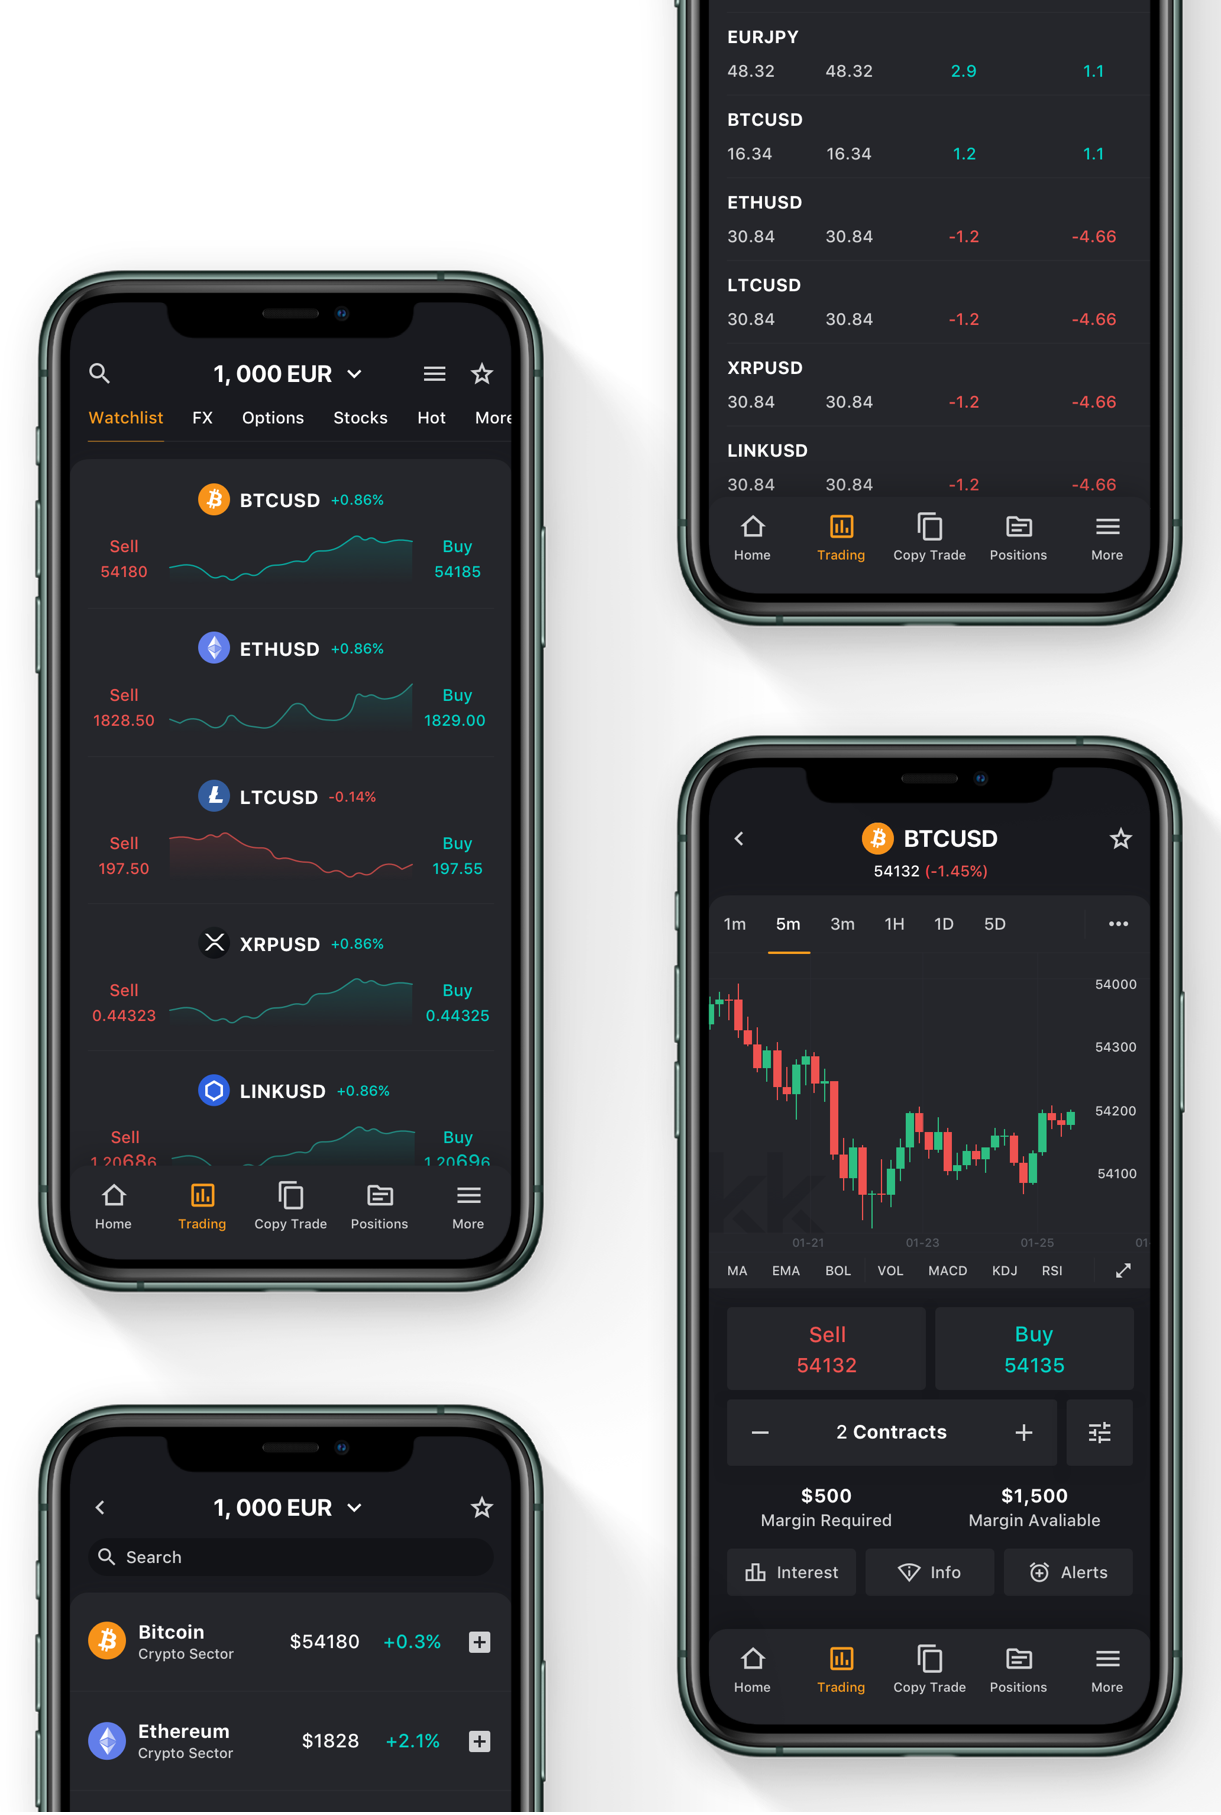 EURJPY
48.32 48.32 2.9 1.1
BTCUSD
16.34 16.34 1.2 1.1
ETHUSD
30.84 30.84 -1.2 -4.66
LTCUSD
30.84 30.84 -1.2 -4.66
XRPUSD
30.84 30.84 -1.2 -4.66
LINKUSD
30.84 30.84 -1.2 -4.66
Home Trading Copy Trade Positions More
1, 000 EUR
Watchlist FX Options Stocks Hot More
BTCUSD +0.86%
Sell Buy
54180 54185
ETHUSD +0.86%
Sell Buy
1828.50 1829.00
LTCUSD -0.14%
Sell Buy
197.50 197.55
XRPUSD +0.86%
Sell Buy
0.44323 0.44325
LINKUSD +0.86%
Sell Buy
1.20686 1.20696
Home Trading Copy Trade Positions More
BTCUSD
54132 (-1.45%)
1m 5m 3m 1H 1D 5D
54000
54300
54200
54100
01-21 01-23 01-25 01-
MA EMA BOL VOL MACD KDJ RSI
Sell Buy
54132 54135
2 Contracts
$500 $1,500
Margin Required Margin Avaliable
Interest Info Alerts
Home Trading Copy Trade Positions More
1, 000 EUR
Search
Bitcoin
Crypto Sector
$54180 +0.3%
Ethereum
Crypto Sector
$1828 +2.1%